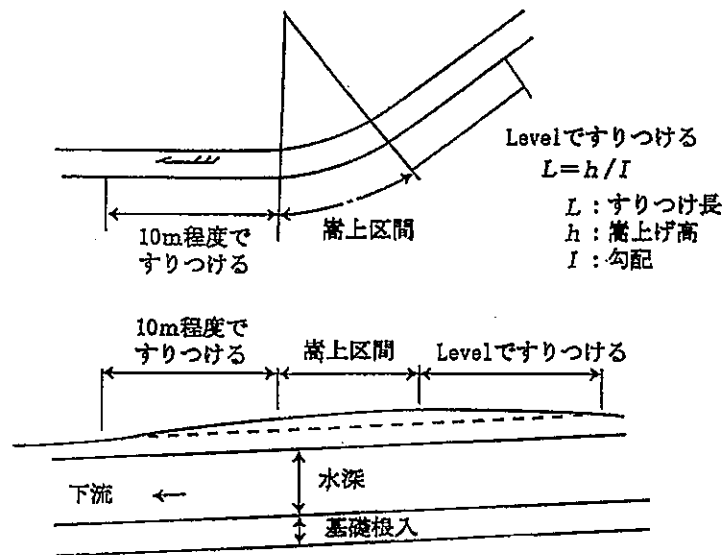 Levelですりつける
L=h/I
L：すりつけ長
h：嵩上げ高
I：勾配
10m程度で
すりつける
嵩上区間
10m程度で
すりつける
嵩上区間
Levelですりつける
下流
水深
基礎根入